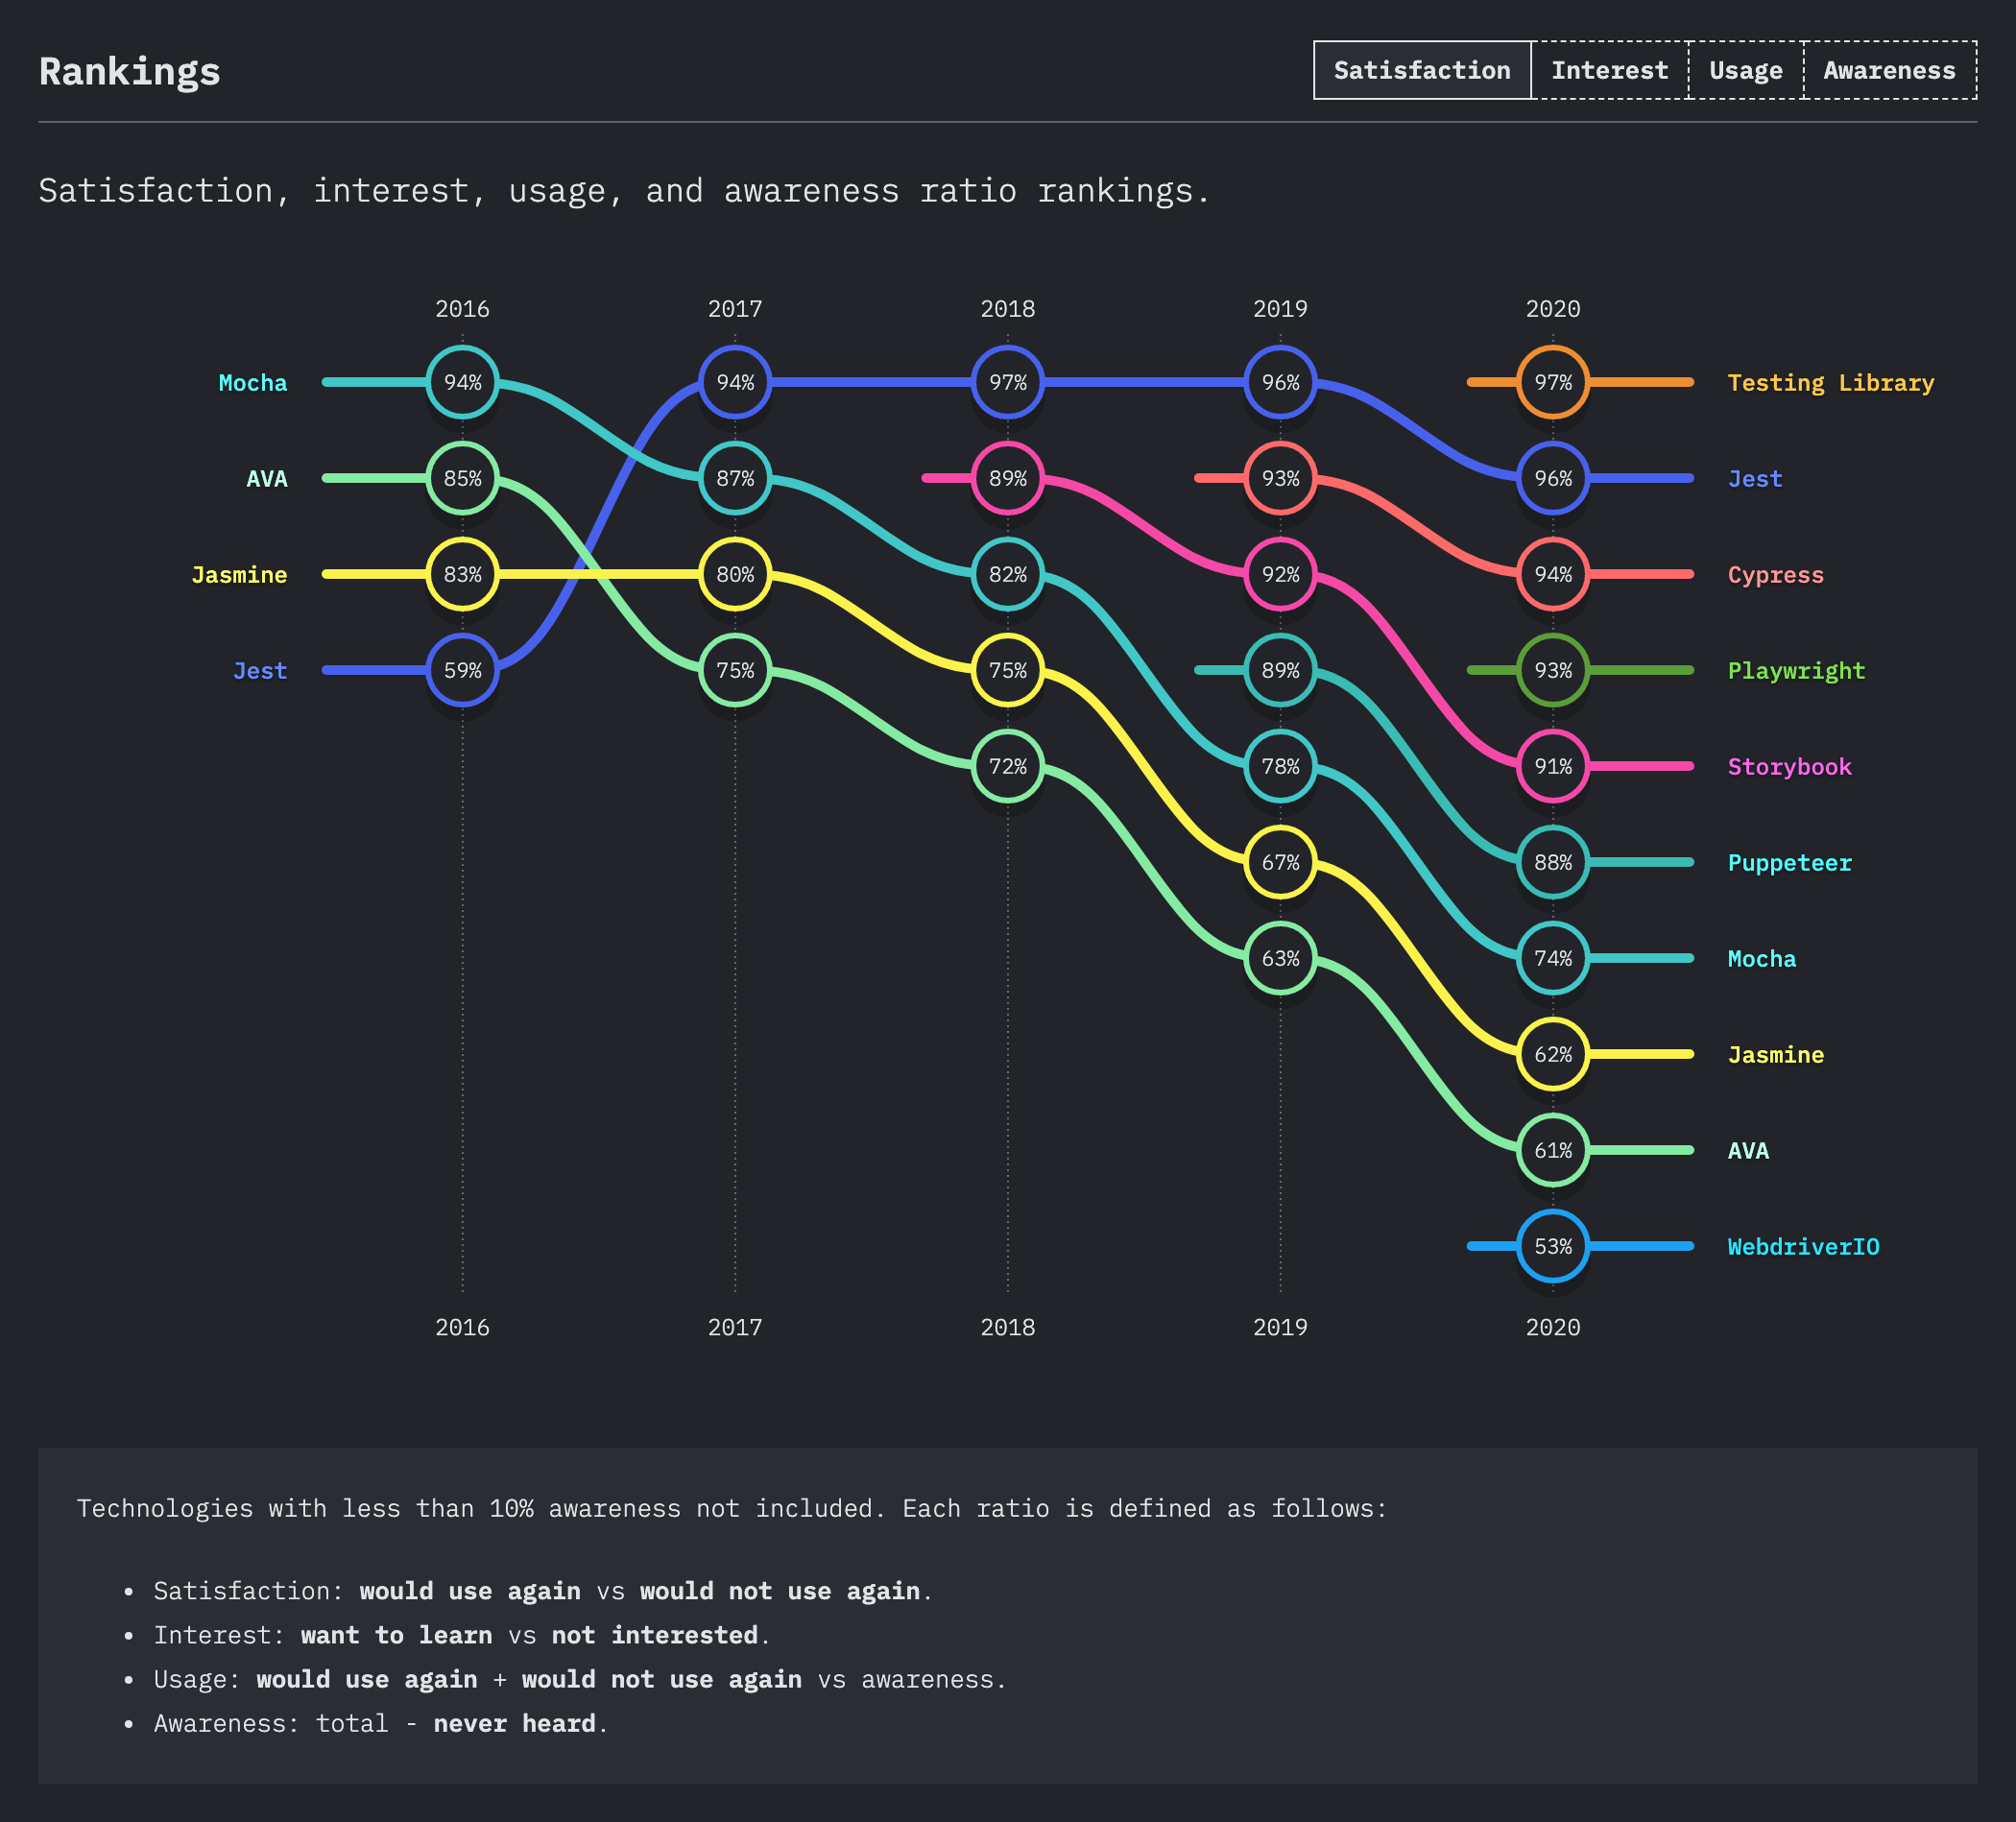 Rankings
Satisfaction Interest Usage Awareness
Satisfaction, interest, usage, and awareness ratio rankings.
2016 2017 2018 2019 2020
Mocha 94% 94% 97% 96% 97% Testing Library
AVA 85% 87% 89% 93% 96% Jest
Jasmine 83% 80% 82% 92% 94% Cypress
Jest 59% 75% 75% 89% 93% Playwright
72% 78% 91% Storybook
67% 88% Puppeteer
63% 74% Mocha
62% Jasmine
61% AVA
53% WebdriverIO
2016 2017 2018 2019 2020
Technologies with less than 10% awareness not included. Each ratio is defined as follows:
• Satisfaction: would use again vs would not use again.
• Interest: want to learn vs not interested.
• Usage: would use again + would not use again vs awareness.
• Awareness: total - never heard.